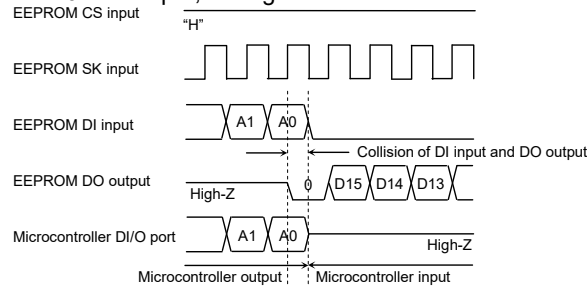 EEPROM CS input
“H”
EEPROM SK input
EEPROM DI input
A1 A0
Collision of DI input and DO output
EEPROM DO output
High-Z
0 D15 D14 D13
Microcontroller DI/O port
A1 A0
High-Z
Microcontroller output Microcontroller input